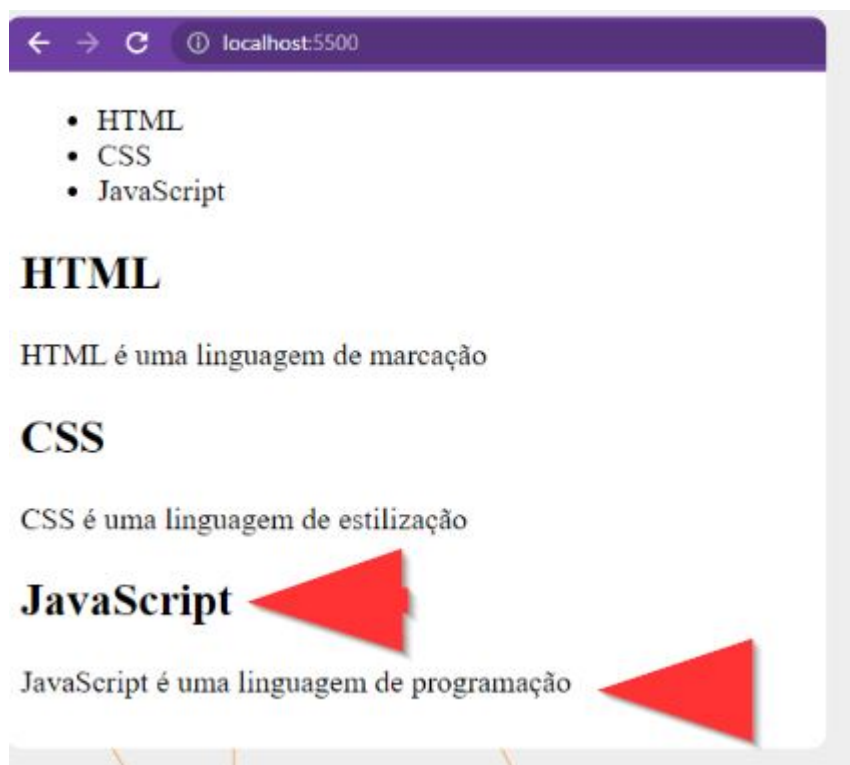 localhost:5500
HTML
CSS
JavaScript
HTML
HTML é uma linguagem de marcação
CSS
CSS é uma linguagem de estilização
JavaScript
JavaScript é uma linguagem de programação